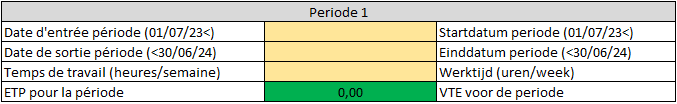 Periode 1
Date d'entrée période (01/07/23<) Startdatum periode (01/07/23<)
Date de sortie période (<30/06/24) Einddatum periode (<30/06/24)
Temps de travail (heures/semaine) Werktijd (uren/week)
ETP pour la période 0,00 VTE voor de periode